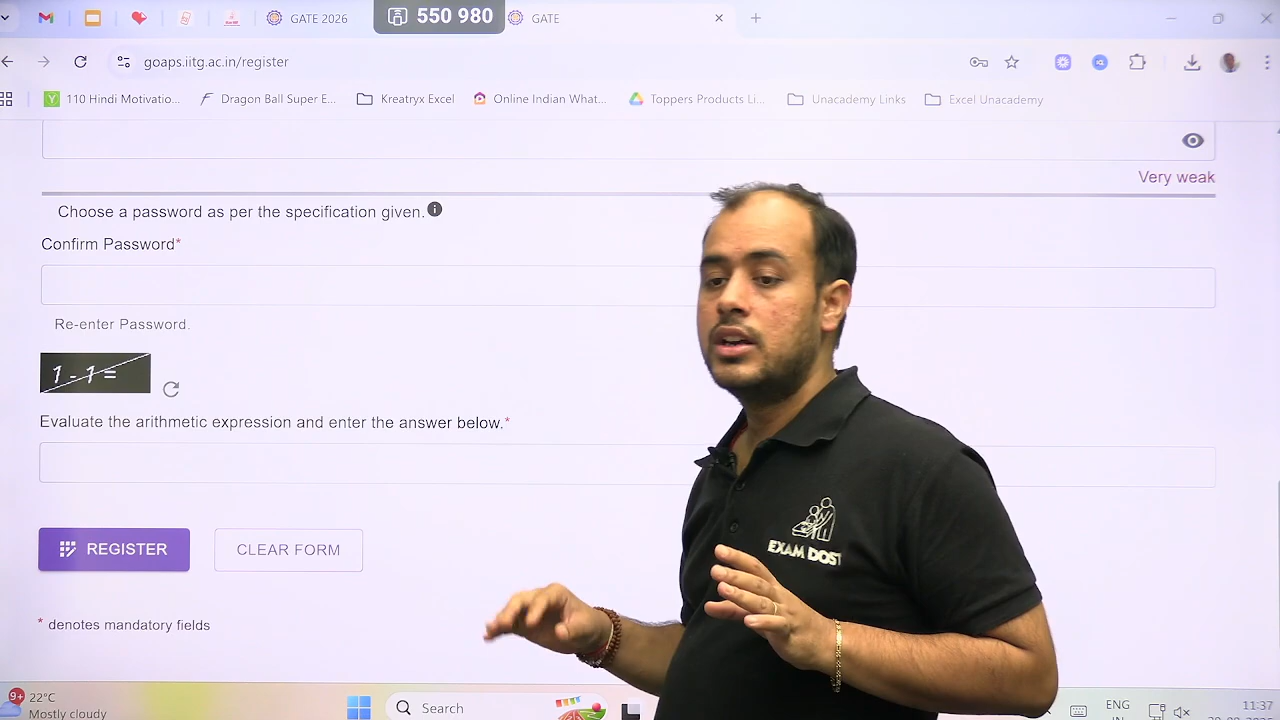 GATE 2026
550 980
GATE
goaps.iitg.ac.in/register
110 Hindi Motivatio...
Dragon Ball Super E...
Kreatryx Excel
Online Indian What...
Toppers Products Li...
Unacademy Links
Excel Unacademy
Very weak
Choose a password as per the specification given.
Confirm Password*
Re-enter Password.
1 - 1 =
Evaluate the arithmetic expression and enter the answer below.*
REGISTER
CLEAR FORM
* denotes mandatory fields
EXAM DOST
9+
22°C
Mostly cloudy
Search
ENG
IN
11:37